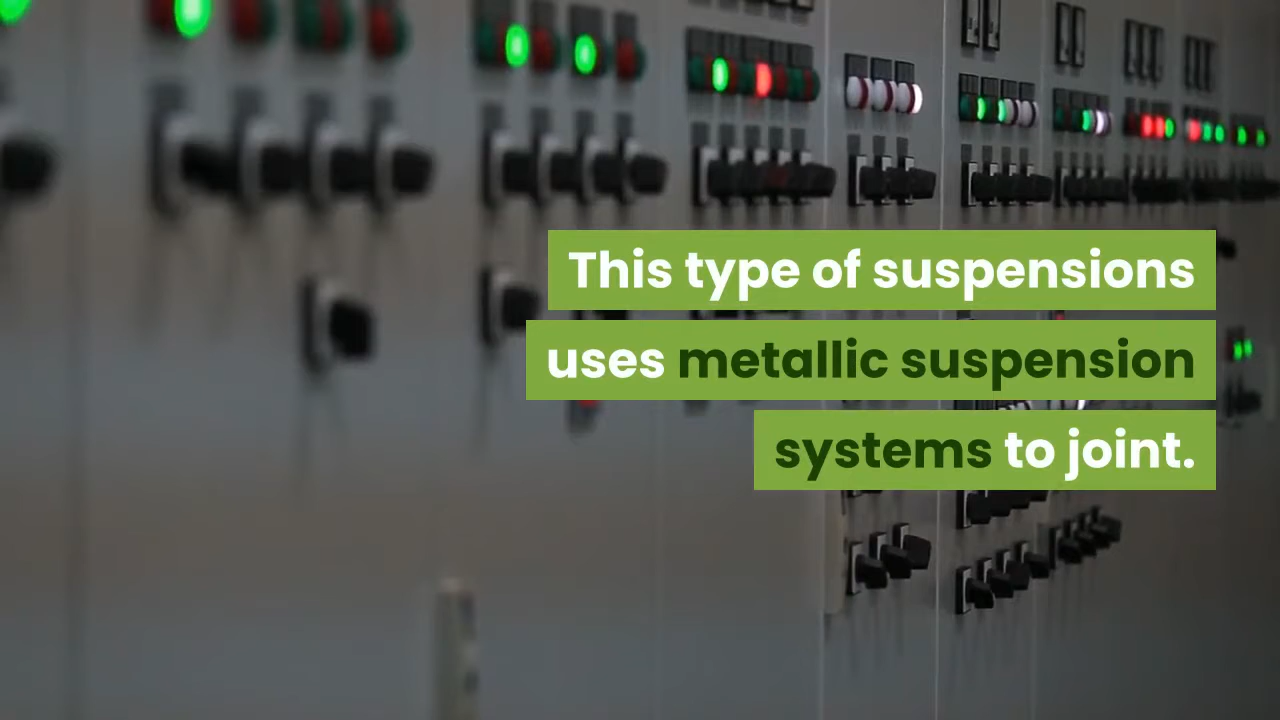 This type of suspensions
uses metallic suspension
systems to joint.